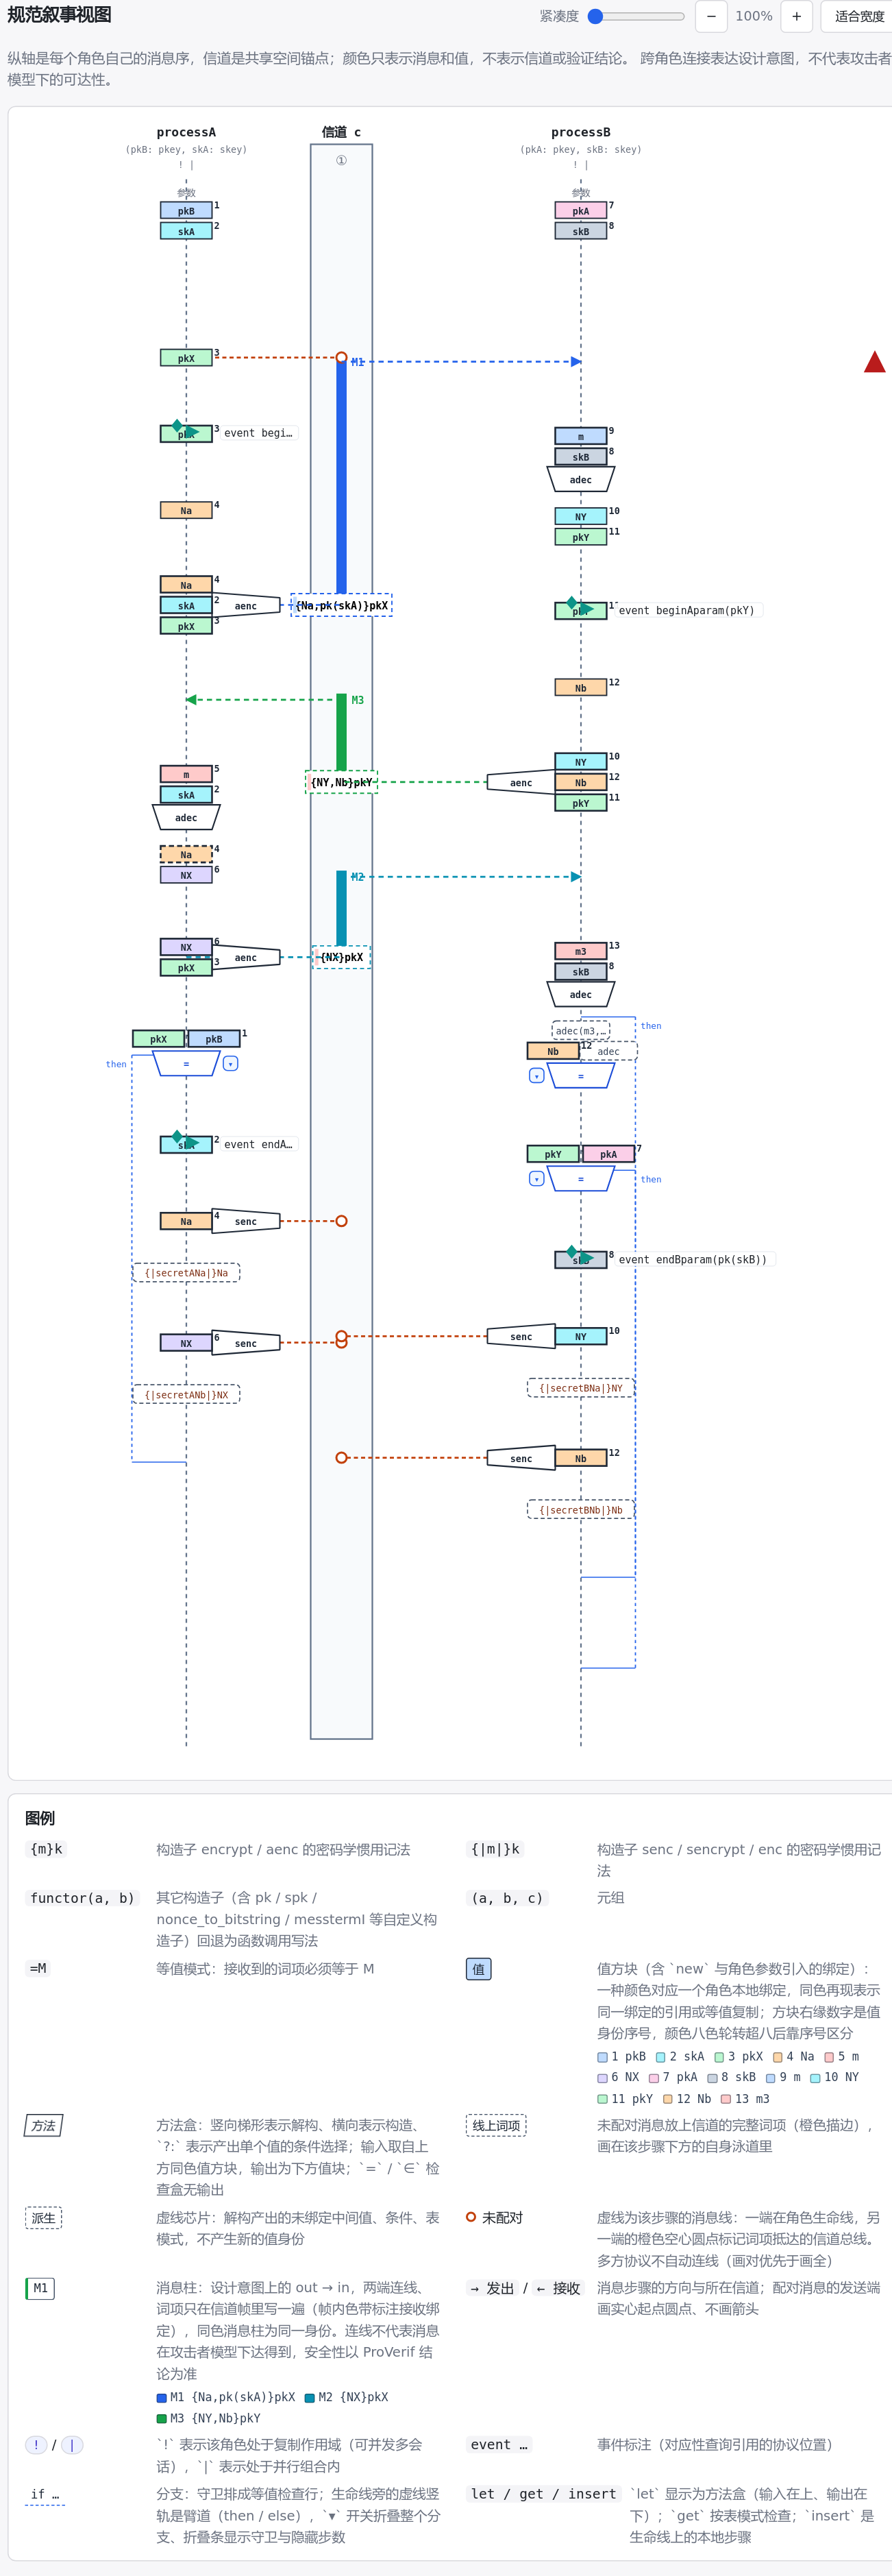 规范叙事视图
紧凑度
−
100%
+
适合宽度
纵轴是每个角色自己的消息序，信道是共享空间锚点；颜色只表示消息和值，不表示信道或验证结论。 跨角色连接表达设计意图，不代表攻击者
模型下的可达性。
processA
信道 c
processB
(pkB: pkey, skA: skey)
①
(pkA: pkey, skB: skey)
! |
! |
参数
参数
pkB 1
pkA 7
skA 2
skB 8
pkX 3
M1
event begi…
3
m 9
skB 8
adec
Na 4
NY 10
pkY 11
Na 4
skA 2
aenc
{Na,pk(skA)}pkX
pkX 3
event beginAparam(pkY)
Nb 12
M3
m 5
skA 2
adec
{NY,Nb}pkY
aenc
NY 10
Nb 12
pkY 11
Na 4
NX 6
M2
NX 6
pkX 3
aenc
{NX}pkX
m3 13
skB 8
adec
then
adec(m3,…
pkX
pkB 1
Nb 12
adec
then
=
▾
▾
=
event endA…
2
pkY
pkA 7
▾
=
then
Na 4
senc
event endBparam(pk(skB))
8
{|secretANa|}Na
NX 6
senc
senc
NY 10
{|secretANb|}NX
{|secretBNa|}NY
senc
Nb 12
{|secretBNb|}Nb
图例
{m}k
构造子 encrypt / aenc 的密码学惯用记法
{|m|}k
构造子 senc / sencrypt / enc 的密码学惯用记
法
functor(a, b)
其它构造子（含 pk / spk /
nonce_to_bitstring / messtermI 等自定义构
造子）回退为函数调用写法
(a, b, c)
元组
=M
等值模式：接收到的词项必须等于 M
值
值方块（含 `new` 与角色参数引入的绑定）：
一种颜色对应一个角色本地绑定，同色再现表示
同一绑定的引用或等值复制；方块右缘数字是值
身份序号，颜色八色轮转超八后靠序号区分
1 pkB 2 skA 3 pkX 4 Na 5 m
6 NX 7 pkA 8 skB 9 m 10 NY
11 pkY 12 Nb 13 m3
方法
方法盒：竖向梯形表示解构、横向表示构造、
`?:` 表示产出单个值的条件选择；输入取自上
方同色值方块，输出为下方值块；`=` / `∈` 检
查盒无输出
线上词项
未配对消息放上信道的完整词项（橙色描边），
画在该步骤下方的自身泳道里
派生
虚线芯片：解构产出的未绑定中间值、条件、表
模式，不产生新的值身份
未配对
虚线为该步骤的消息线：一端在角色生命线，另
一端的橙色空心圆点标记词项抵达的信道总线。
多方协议不自动连线（画对优先于画全）
M1
消息柱：设计意图上的 out → in，两端连线、
词项只在信道帧里写一遍（帧内色带标注接收绑
定），同色消息柱为同一身份。连线不代表消息
在攻击者模型下达得到，安全性以 ProVerif 结
论为准
M1 {Na,pk(skA)}pkX M2 {NX}pkX
M3 {NY,Nb}pkY
→ 发出 / ← 接收
消息步骤的方向与所在信道；配对消息的发送端
画实心起点圆点、不画箭头
! / |
`!` 表示该角色处于复制作用域（可并发多会
话），`|` 表示处于并行组合内
event …
事件标注（对应性查询引用的协议位置）
if …
分支：守卫排成等值检查行；生命线旁的虚线竖
轨是臂道（then / else），`▾` 开关折叠整个分
支、折叠条显示守卫与隐藏步数
let / get / insert
`let` 显示为方法盒（输入在上、输出在
下）；`get` 按表模式检查；`insert` 是
生命线上的本地步骤